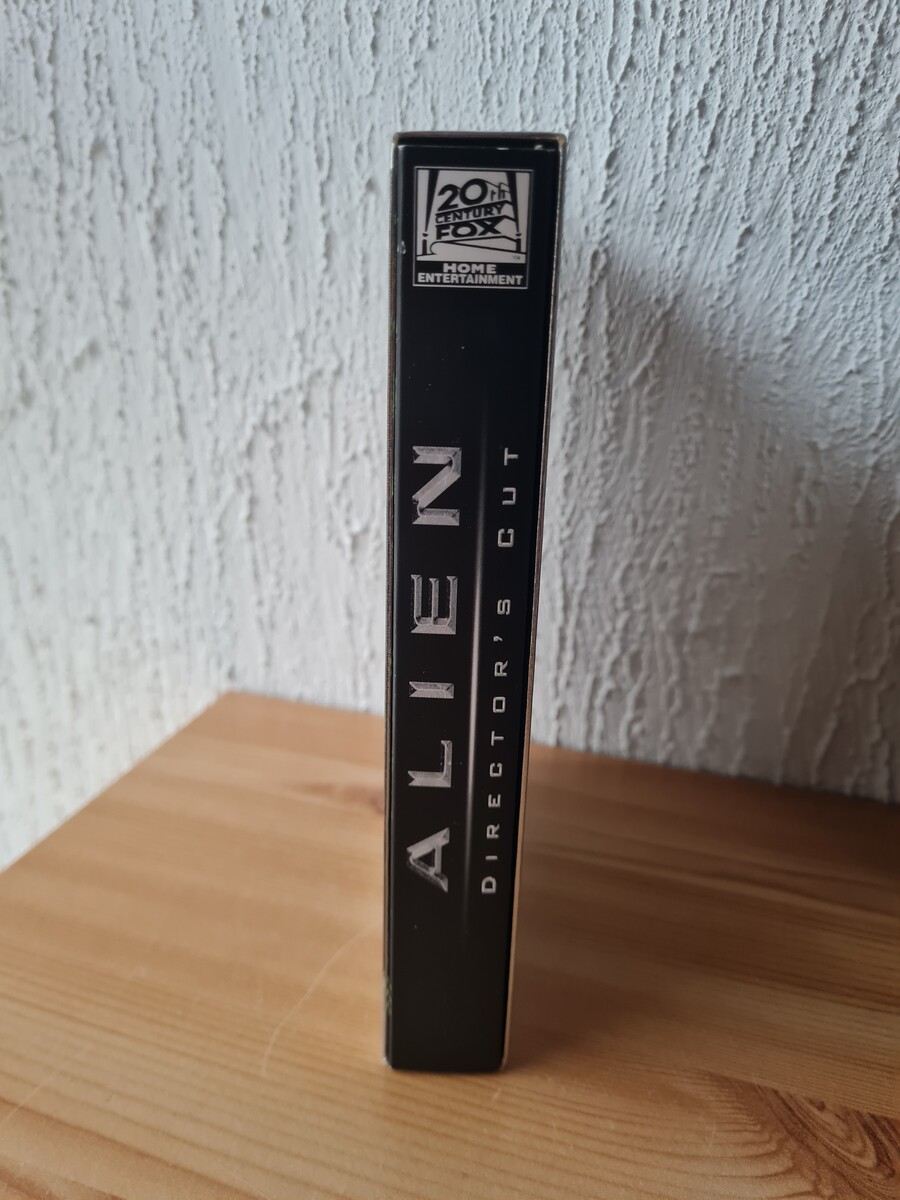 20th
CENTURY
FOX
HOME
ENTERTAINMENT
ALIEN
DIRECTOR'S CUT